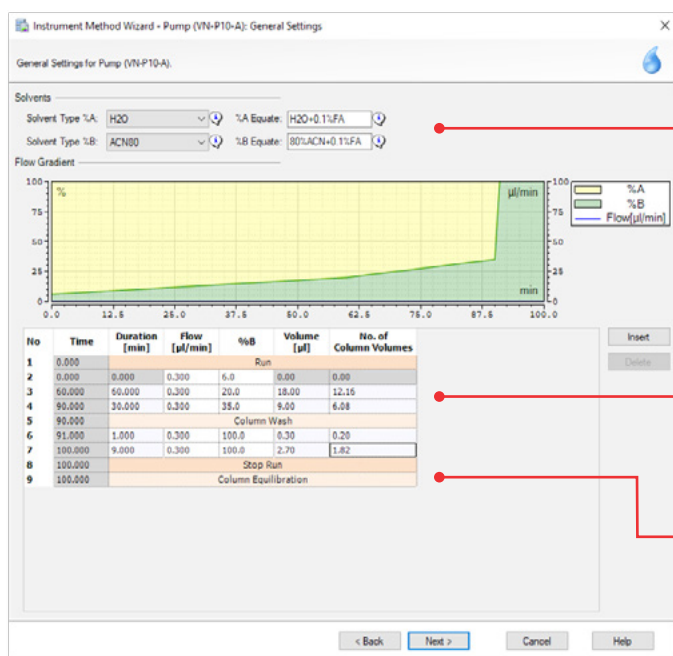 Instrument Method Wizard - Pump (VN-P10-A): General Settings
General Settings for Pump (VN-P10-A).
Solvents
Solvent Type %A: H2O %A Equate: H2O+0.1%FA
Solvent Type %B: ACN80 %B Equate: 80%ACN+0.1%FA
Flow Gradient
100 % µl/min 100 %A
%B
Flow[µl/min]
75 75
50 50
25 25
min
0 0
0.0 12.5 25.0 37.5 50.0 62.5 75.0 87.5 100.0
No Time Duration [min] Flow [µl/min] %B Volume [µl] No. of Column Volumes
1 0.000 Run
2 0.000 0.000 0.300 6.0 0.00 0.00
3 60.000 60.000 0.300 20.0 18.00 12.16
4 90.000 30.000 0.300 35.0 9.00 6.08
5 90.000 Column Wash
6 91.000 1.000 0.300 100.0 0.30 0.20
7 100.000 9.000 0.300 100.0 2.70 1.82
8 100.000 Stop Run
9 100.000 Column Equilibration
Insert
Delete
< Back Next > Cancel Help